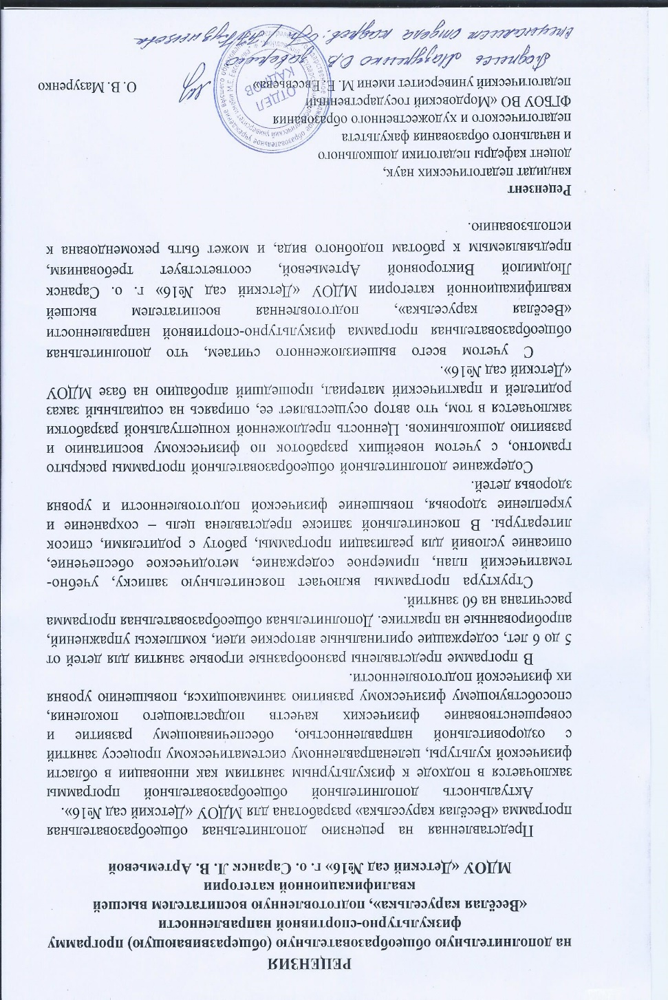 РЕЦЕНЗИЯ
на дополнительную общеобразовательную (общеразвивающую) программу
физкультурно-спортивной направленности
«Весёлая каруселька», подготовленную воспитателем высшей
квалификационной категории
МДОУ «Детский сад №16» г. о. Саранск Л. В. Артемьевой
Представленная на рецензию дополнительная общеобразовательная
программа «Весёлая каруселька» разработана для МДОУ «Детский сад №16».
Актуальность дополнительной общеобразовательной программы
заключается в подходе к физкультурным занятиям как инновации в области
физической культуры, целенаправленному систематическому процессу занятий
с оздоровительной направленностью, обеспечивающему развитие и
совершенствование физических качеств подрастающего поколения,
способствующему физическому развитию занимающихся, повышению уровня
их физической подготовленности.
В программе представлены разнообразные игровые занятия для детей от
5 до 6 лет, содержащие оригинальные авторские идеи, комплексы упражнений,
апробированные на практике. Дополнительная общеобразовательная программа
рассчитана на 60 занятий.
Структура программы включает пояснительную записку, учебно-
тематический план, примерное содержание, методическое обеспечение,
описание условий для реализации программы, работу с родителями, список
литературы. В пояснительной записке представлена цель – сохранение и
укрепление здоровья, повышение физической подготовленности и уровня
здоровья детей.
Содержание дополнительной общеобразовательной программы раскрыто
грамотно, с учетом новейших разработок по физическому воспитанию и
развитию дошкольников. Ценность предложенной концептуальной разработки
заключается в том, что автор осуществляет ее, опираясь на социальный заказ
родителей и практический материал, прошедший апробацию на базе МДОУ
«Детский сад №16».
С учетом всего вышеизложенного считаем, что дополнительная
общеобразовательная программа физкультурно-спортивной направленности
«Весёлая каруселька», подготовленная воспитателем высшей
квалификационной категории МДОУ «Детский сад №16» г. о. Саранск
Людмилой Викторовной Артемьевой, соответствует требованиям,
предъявляемым к работам подобного вида, и может быть рекомендована к
использованию.
Рецензент
кандидат педагогических наук,
доцент кафедры педагогики дошкольного
и начального образования факультета
педагогического и художественного образования
ФГБОУ ВО «Мордовский государственный
педагогический университет имени М. Е. Евсевьева»
О. В. Мазуренко
ОТДЕЛ
КАДРОВ
Подпись Мазуренко О.В. заверяю
специалист отдела кадров: